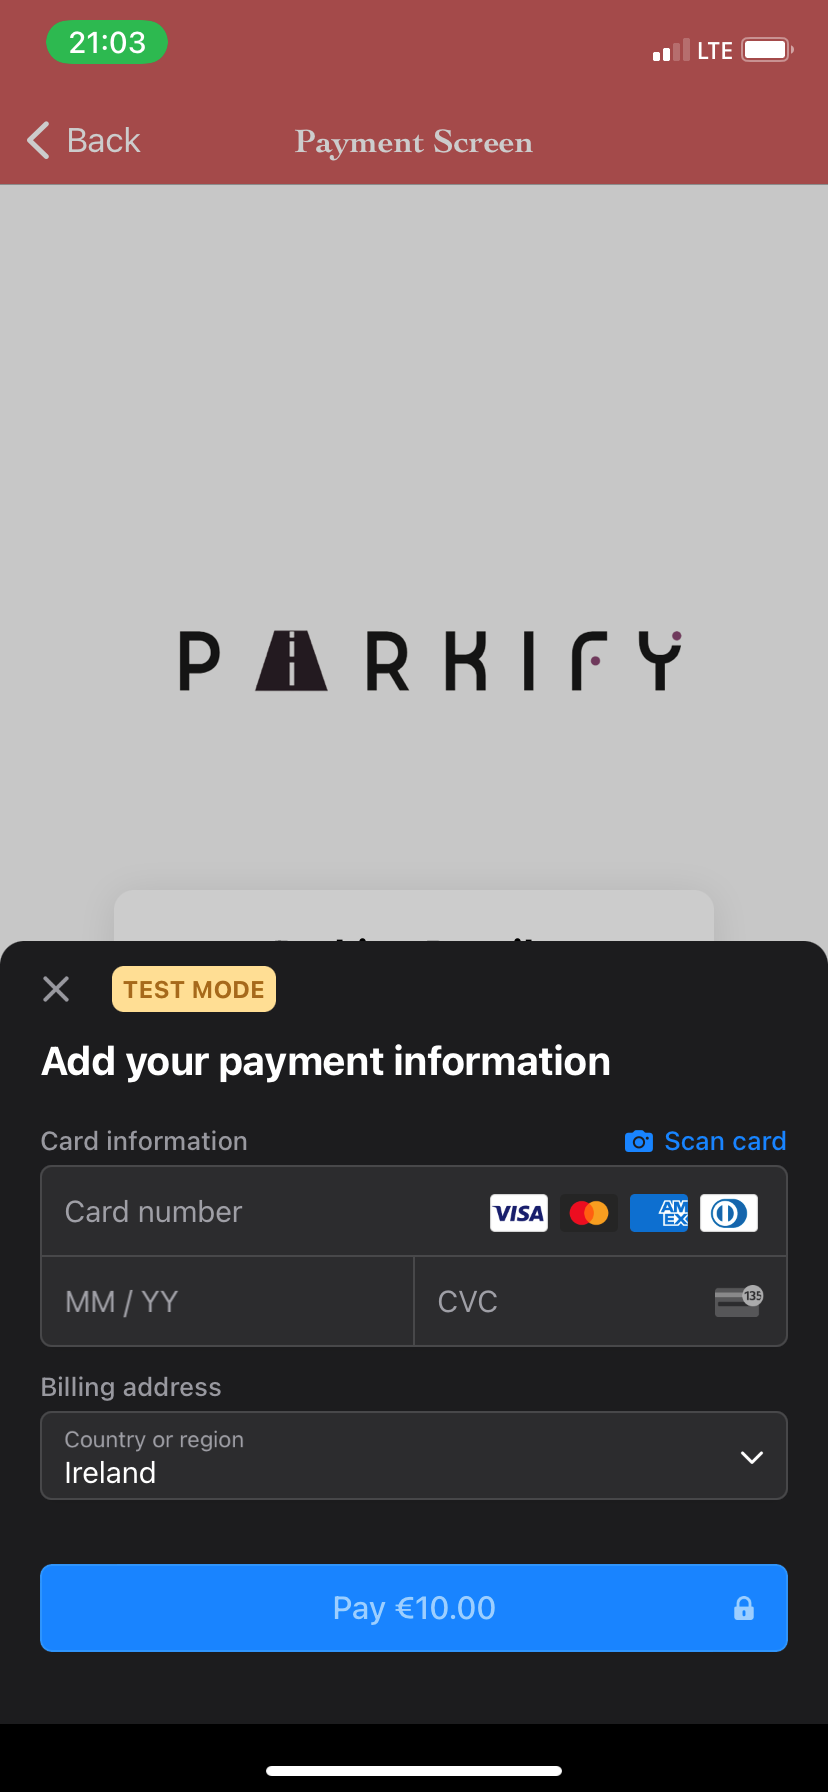 21:03 LTE
Back Payment Screen
PARKIFY
TEST MODE
Add your payment information
Card information Scan card
Card number VISA AM EX
MM / YY CVC 135
Billing address
Country or region
Ireland
Pay €10.00